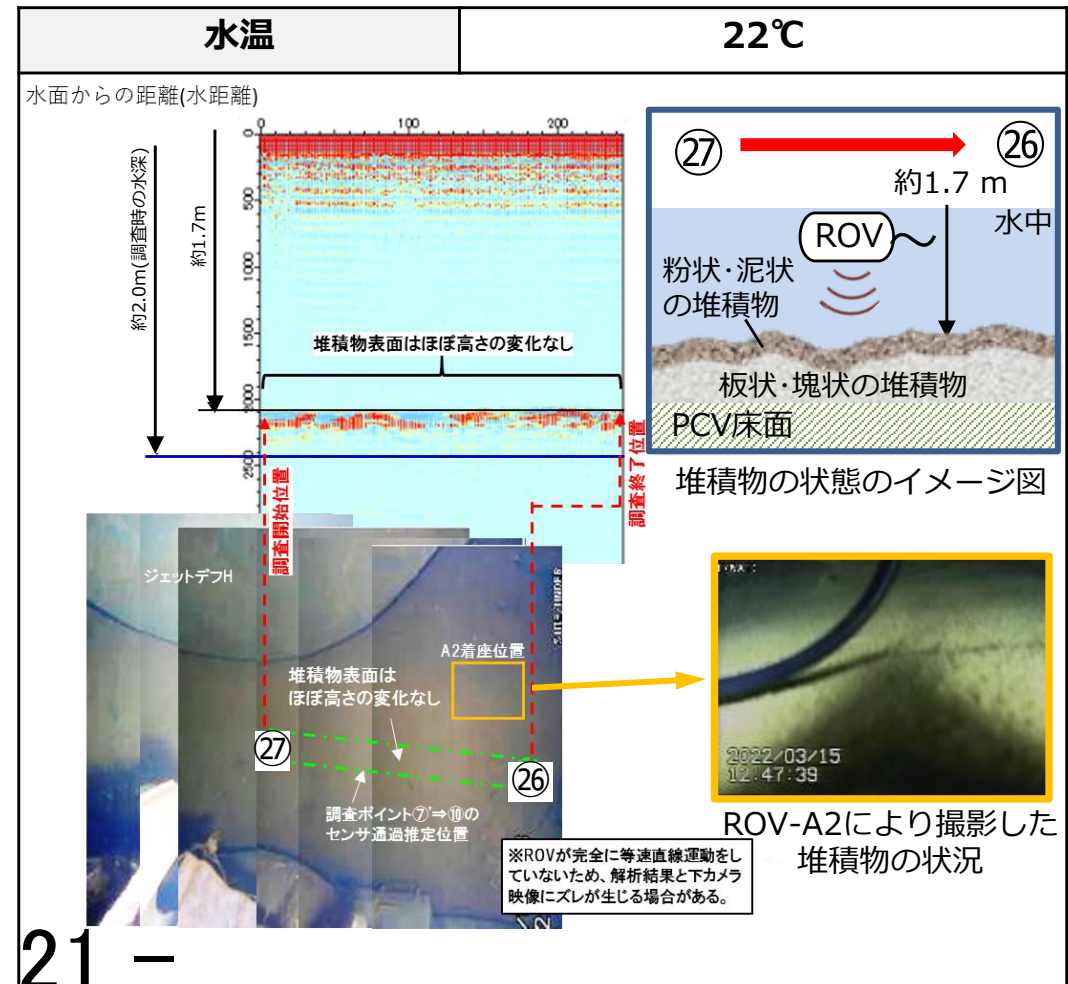 水温
22℃
水面からの距離(水距離)
0
100
200
0
500
1000
1500
2000
2500
約2.0m(調査時の水深)
約1.7m
堆積物表面はほぼ高さの変化なし
調査開始位置
調査終了位置
㉗
㉖
約1.7 m
水中
ROV
粉状･泥状
の堆積物
板状･塊状の堆積物
PCV床面
堆積物の状態のイメージ図
ジェットデフH
A2着座位置
堆積物表面は
ほぼ高さの変化なし
㉗
㉖
調査ポイント⑦'⇒⑩の
センサ通過推定位置
※ROVが完全に等速直線運動をし
ていないため、解析結果と下カメラ
映像にズレが生じる場合がある。
2022/03/15
12:47:39
ROV-A2により撮影した
堆積物の状況
21 −